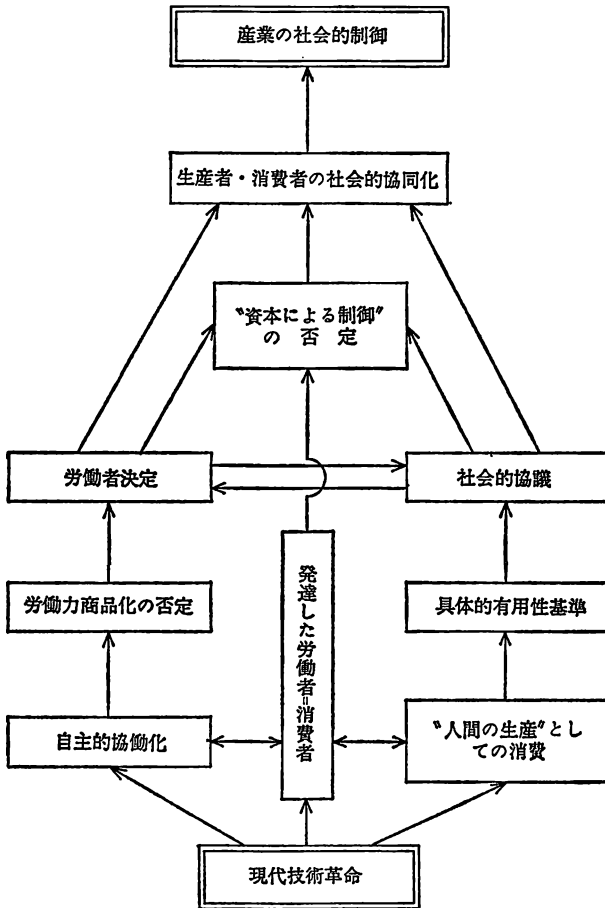 産業の社会的制御
生産者・消費者の社会的協同化
〝資本による制御〟
の否定
労働者決定
社会的協議
労働力商品化の否定
発達した労働者=消費者
具体的有用性基準
自主的協働化
〝人間の生産〟とし
ての消費
現代技術革命